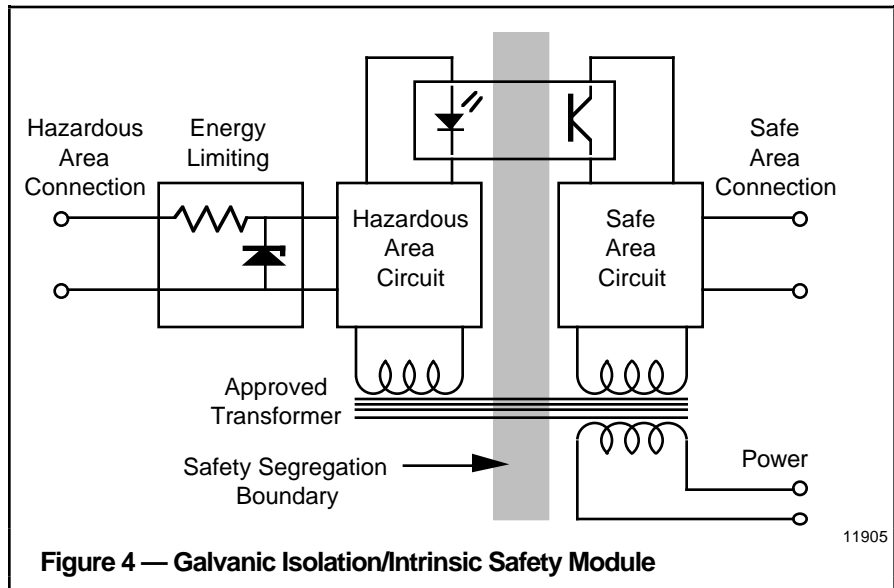 Hazardous
Area
Connection
Energy
Limiting
Hazardous
Area
Circuit
Safe
Area
Circuit
Safe
Area
Connection
Approved
Transformer
Safety Segregation
Boundary
Power
11905
Figure 4 — Galvanic Isolation/Intrinsic Safety Module